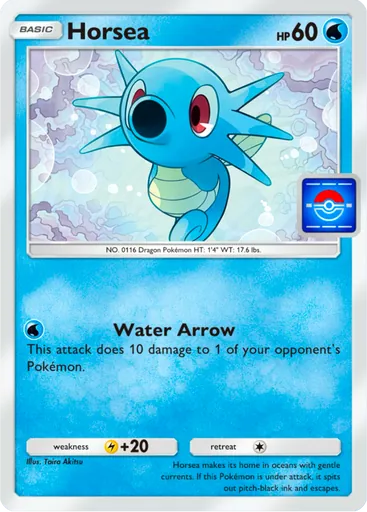 BASIC Horsea HP 60
NO. 0116 Dragon Pokémon HT: 1'4" WT: 17.6 lbs.
Water Arrow
This attack does 10 damage to 1 of your opponent's
Pokémon.
weakness +20 retreat
Illus. Taira Akitsu
Horsea makes its home in oceans with gentle
currents. If this Pokémon is under attack, it spits
out pitch-black ink and escapes.